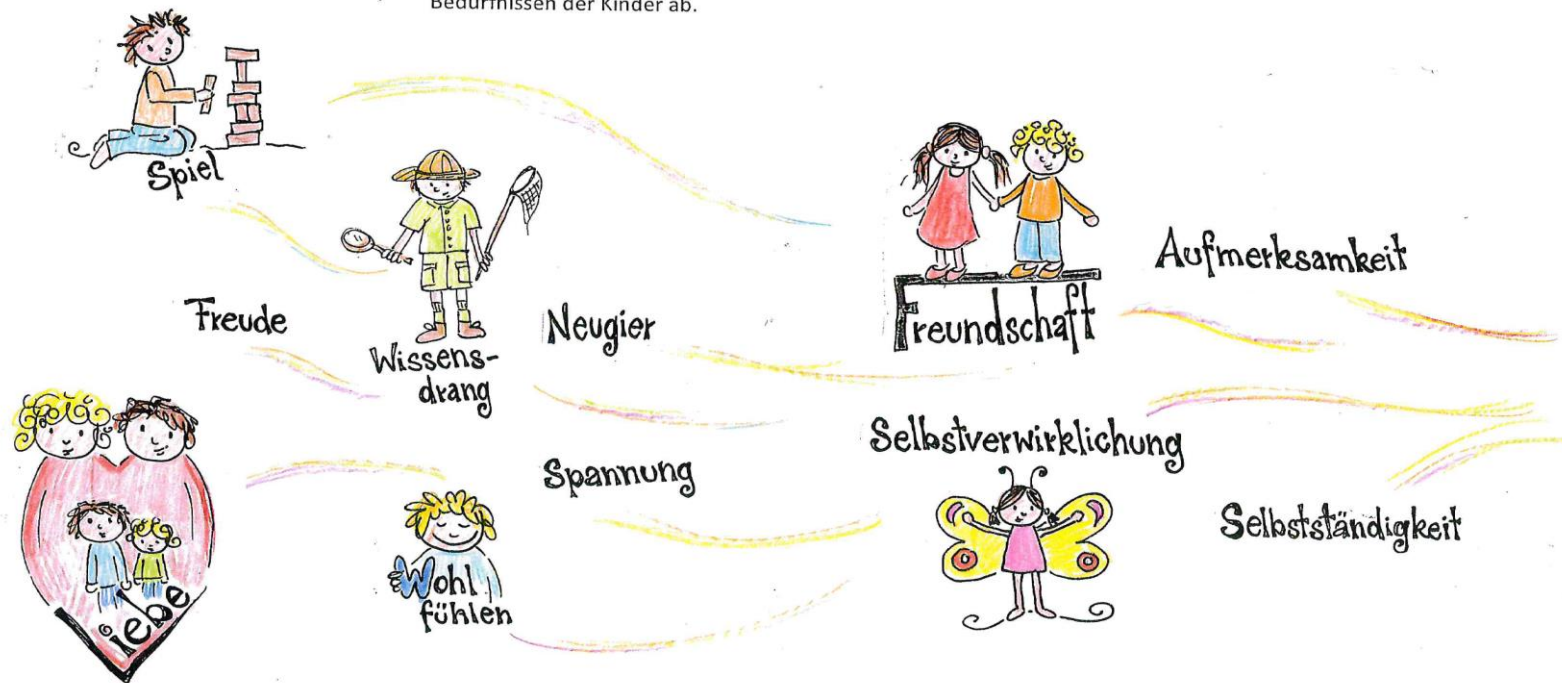 Bedürfnissen der Kinder ab.
Spiel
Freude
Wissens-
drang
Neugier
Freundschaft
Aufmerksamkeit
Liebe
Wohl
fühlen
Spannung
Selbstverwirklichung
Selbstständigkeit